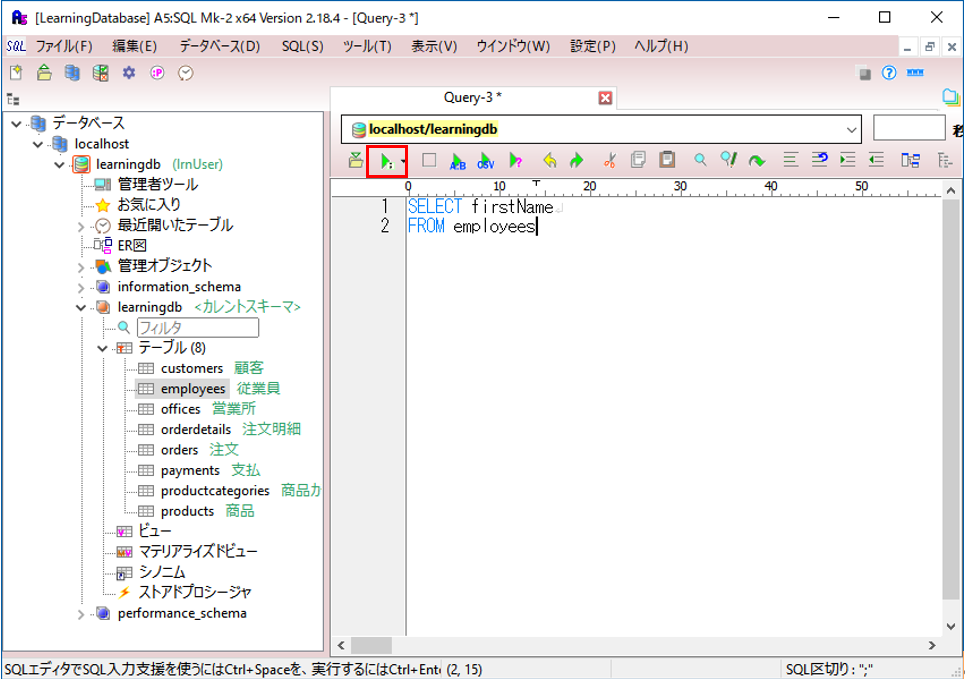 [LearningDatabase] A5:SQL Mk-2 x64 Version 2.18.4 - [Query-3 *]
SQL ファイル(F) 編集(E) データベース(D) SQL(S) ツール(T) 表示(V) ウインドウ(W) 設定(P) ヘルプ(H)
Query-3 *
データベース
localhost
learningdb (lrnUser)
管理者ツール
お気に入り
最近開いたテーブル
ER図
管理オブジェクト
information_schema
learningdb <カレントスキーマ>
フィルタ
テーブル (8)
customers 顧客
employees 従業員
offices 営業所
orderdetails 注文明細
orders 注文
payments 支払
productcategories 商品カ
products 商品
ビュー
マテリアライズドビュー
シノニム
ストアドプロシージャ
performance_schema
localhost/learningdb
秒
A:B CSV
0 10 20 30 40 50
1 SELECT firstName
2 FROM employees
SQLエディタでSQL入力支援を使うにはCtrl+Spaceを、実行するにはCtrl+Ent (2, 15) SQL区切り: ";"